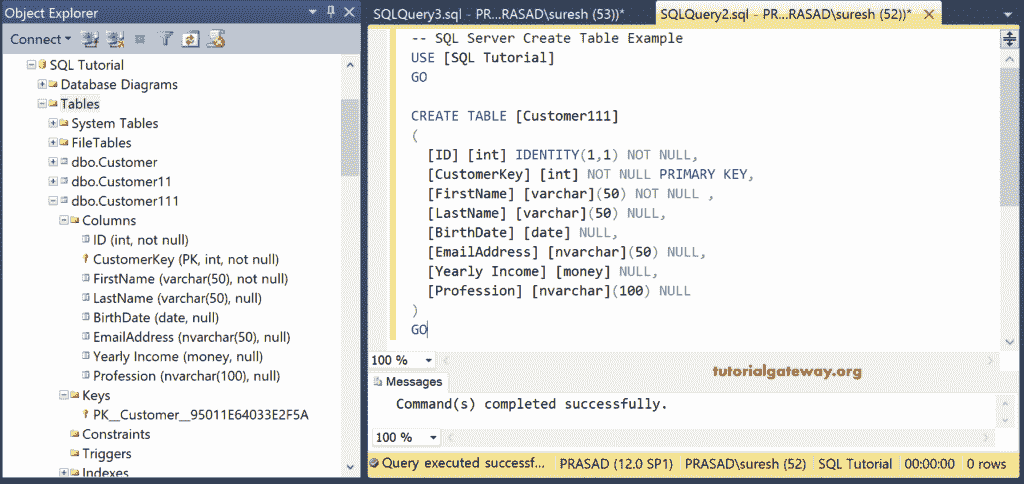 Object Explorer
Connect
SQL Tutorial
Database Diagrams
Tables
System Tables
FileTables
dbo.Customer
dbo.Customer11
dbo.Customer111
Columns
ID (int, not null)
CustomerKey (PK, int, not null)
FirstName (varchar(50), not null)
LastName (varchar(50), null)
BirthDate (date, null)
EmailAddress (nvarchar(50), null)
Yearly Income (money, null)
Profession (nvarchar(100), null)
Keys
PK__Customer__95011E64033E2F5A
Constraints
Triggers
Indexes
SQLQuery3.sql - PR...RASAD\suresh (53))* SQLQuery2.sql - PR...RASAD\suresh (52))*
-- SQL Server Create Table Example
USE [SQL Tutorial]
GO
CREATE TABLE [Customer111]
(
[ID] [int] IDENTITY(1,1) NOT NULL,
[CustomerKey] [int] NOT NULL PRIMARY KEY,
[FirstName] [varchar](50) NOT NULL ,
[LastName] [varchar](50) NULL,
[BirthDate] [date] NULL,
[EmailAddress] [nvarchar](50) NULL,
[Yearly Income] [money] NULL,
[Profession] [nvarchar](100) NULL
)
GO
100 %
tutorialgateway.org
Messages
Command(s) completed successfully.
100 %
Query executed successf... PRASAD (12.0 SP1) PRASAD\suresh (52) SQL Tutorial 00:00:00 0 rows